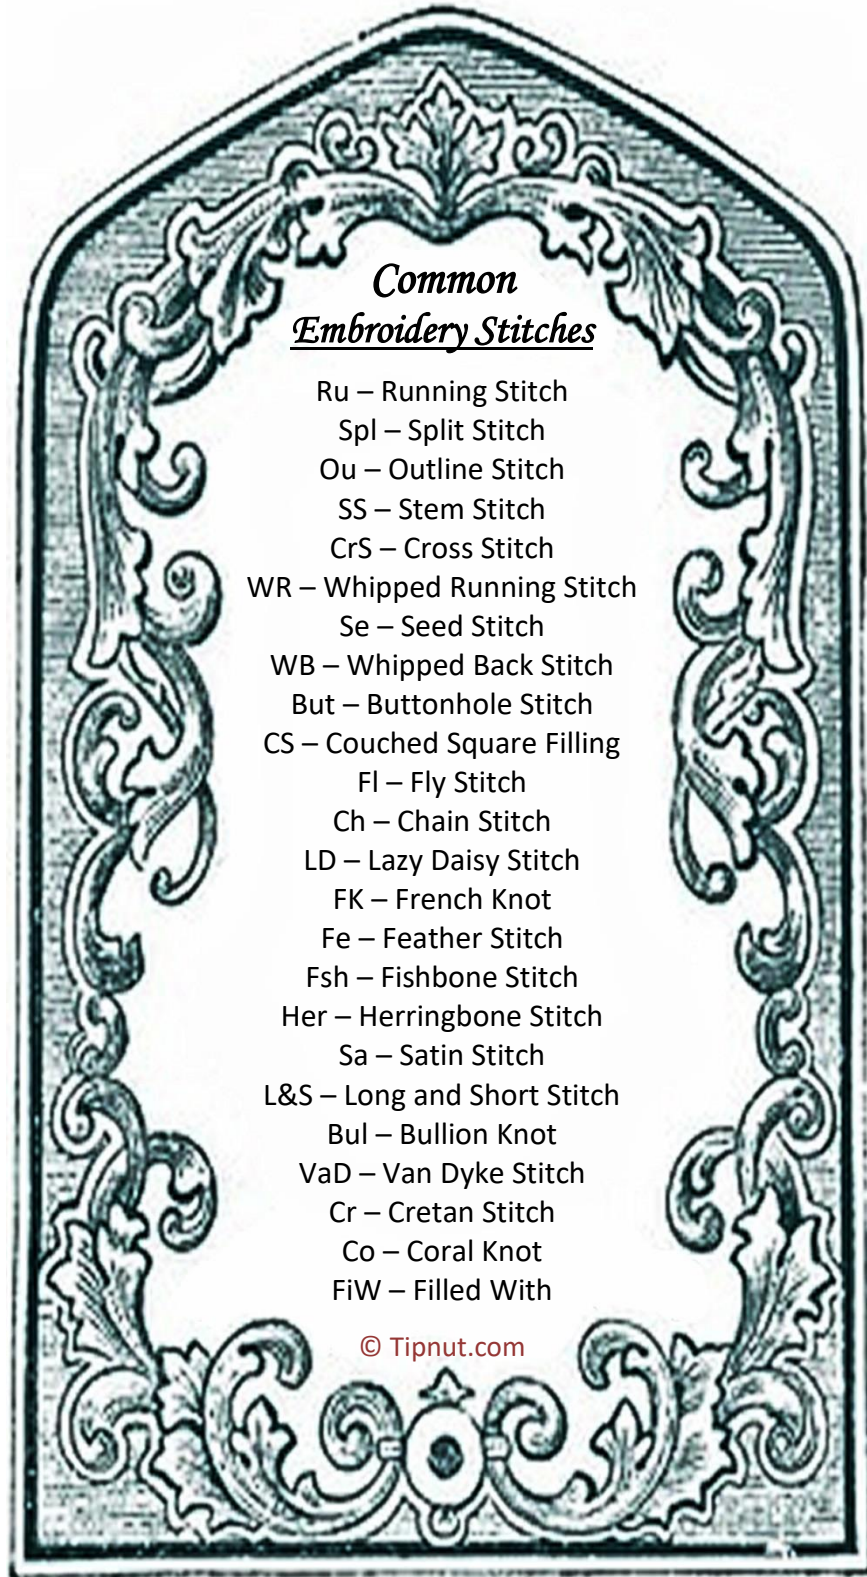 Common
Embroidery Stitches
Ru – Running Stitch
Spl – Split Stitch
Ou – Outline Stitch
SS – Stem Stitch
CrS – Cross Stitch
WR – Whipped Running Stitch
Se – Seed Stitch
WB – Whipped Back Stitch
But – Buttonhole Stitch
CS – Couched Square Filling
Fl – Fly Stitch
Ch – Chain Stitch
LD – Lazy Daisy Stitch
FK – French Knot
Fe – Feather Stitch
Fsh – Fishbone Stitch
Her – Herringbone Stitch
Sa – Satin Stitch
L&S – Long and Short Stitch
Bul – Bullion Knot
VaD – Van Dyke Stitch
Cr – Cretan Stitch
Co – Coral Knot
FiW – Filled With
© Tipnut.com